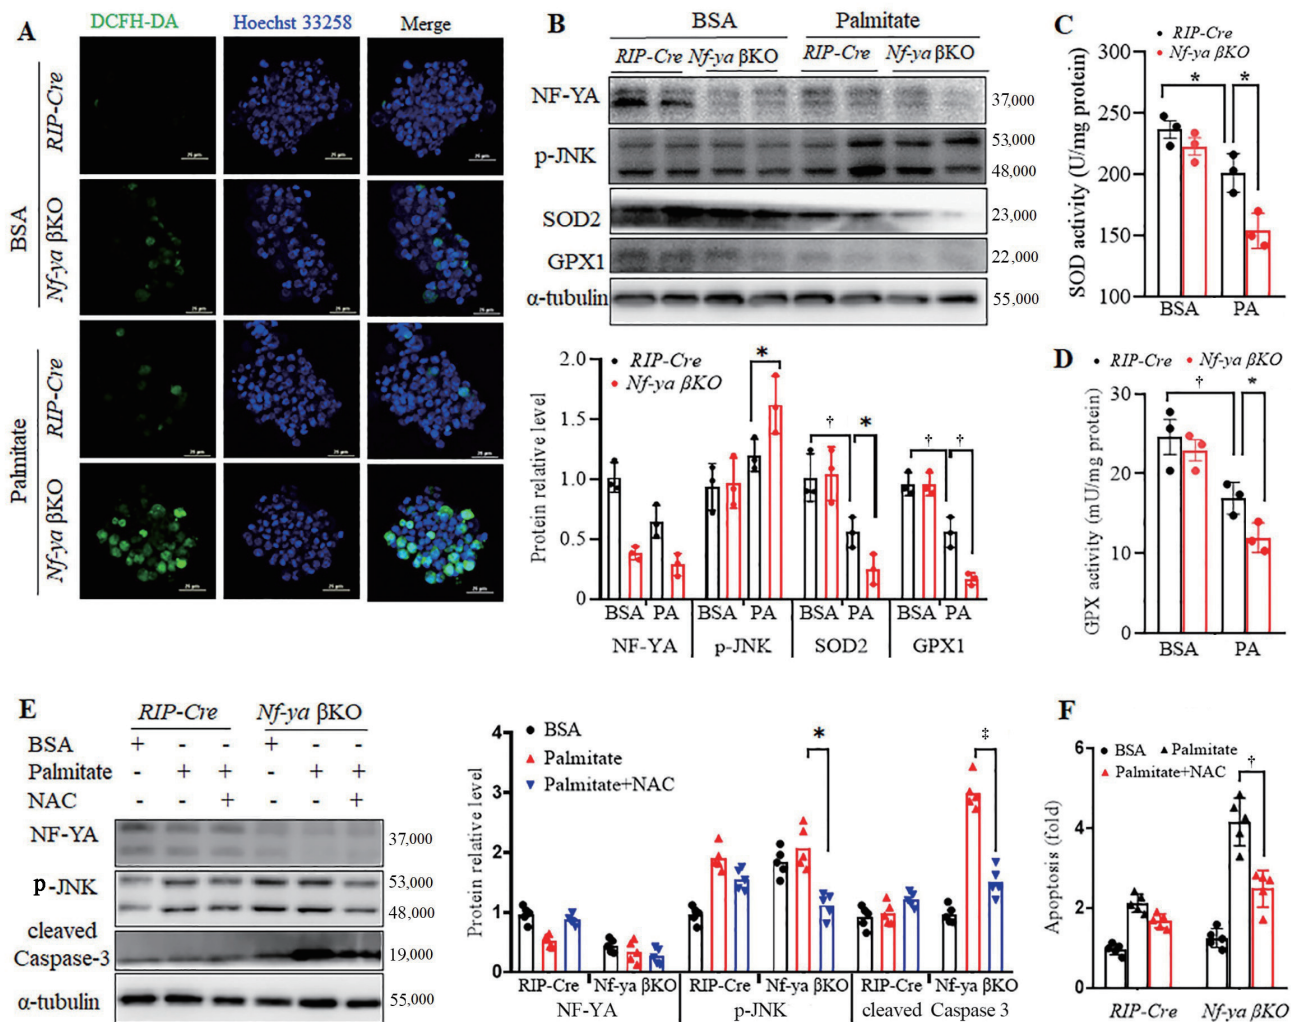 A
DCFH-DA Hoechst 33258 Merge
BSA
RIP-Cre
Nf-ya βKO
Palmitate
RIP-Cre
Nf-ya βKO
B
BSA Palmitate
RIP-Cre Nf-ya βKO RIP-Cre Nf-ya βKO
NF-YA 37,000
p-JNK 53,000
48,000
SOD2 23,000
GPX1 22,000
α-tubulin 55,000
Protein relative level
2.0
1.5
1.0
0.5
0
RIP-Cre
Nf-ya βKO
* † * † †
BSA PA BSA PA BSA PA BSA PA
NF-YA p-JNK SOD2 GPX1
C
RIP-Cre
Nf-ya βKO
SOD activity (U/mg protein)
300
250
200
150
100
* *
BSA PA
D
RIP-Cre Nf-ya βKO
GPX activity (mU/mg protein)
30
20
10
0
† *
BSA PA
E
RIP-Cre Nf-ya βKO
BSA + - - + - -
Palmitate - + + - + +
NAC - - + - - +
NF-YA 37,000
p-JNK 53,000
48,000
cleaved
Caspase-3 19,000
α-tubulin 55,000
Protein relative level
4
3
2
1
0
BSA
Palmitate
Palmitate+NAC
* ‡
RIP-Cre Nf-ya βKO RIP-Cre Nf-ya βKO RIP-Cre Nf-ya βKO
NF-YA p-JNK cleaved Caspase 3
F
BSA Palmitate
Palmitate+NAC
Apoptosis (fold)
6
4
2
0
†
RIP-Cre Nf-ya βKO